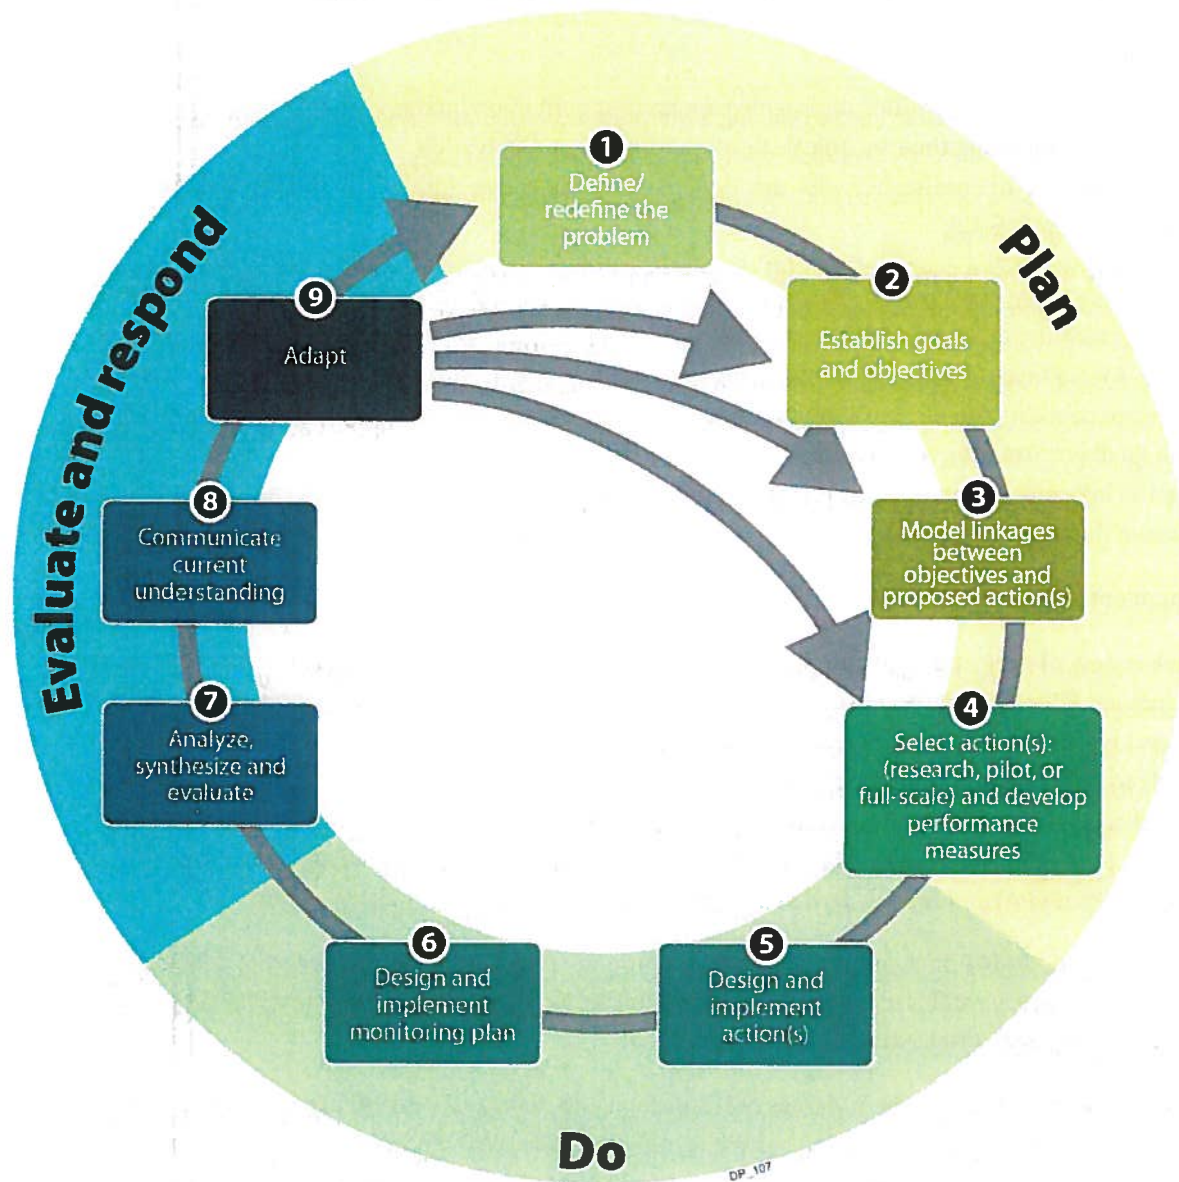 Plan
1
Define/
redefine the
problem
2
Establish goals
and objectives
3
Model linkages
between
objectives and
proposed action(s)
4
Select action(s):
(research, pilot, or
full-scale) and develop
performance
measures
Do
5
Design and
implement
action(s)
6
Design and
implement
monitoring plan
Evaluate and respond
7
Analyze,
synthesize and
evaluate
8
Communicate
current
understanding
9
Adapt
DP_107